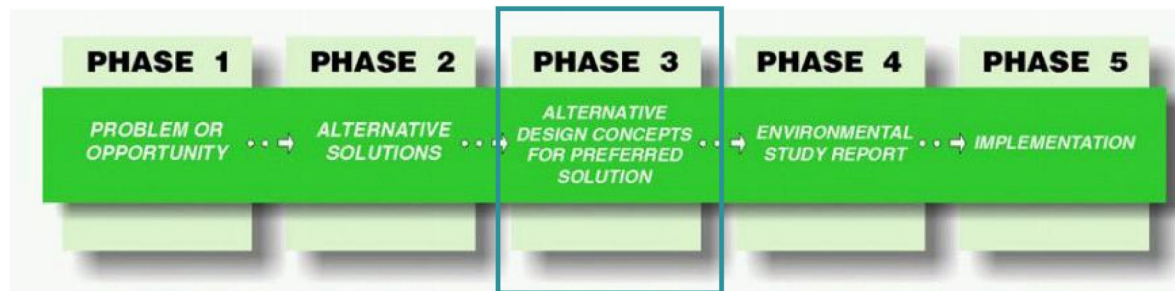 PHASE 1
PROBLEM OR
OPPORTUNITY
PHASE 2
ALTERNATIVE
SOLUTIONS
PHASE 3
ALTERNATIVE
DESIGN CONCEPTS
FOR PREFERRED
SOLUTION
PHASE 4
ENVIRONMENTAL
STUDY REPORT
PHASE 5
IMPLEMENTATION